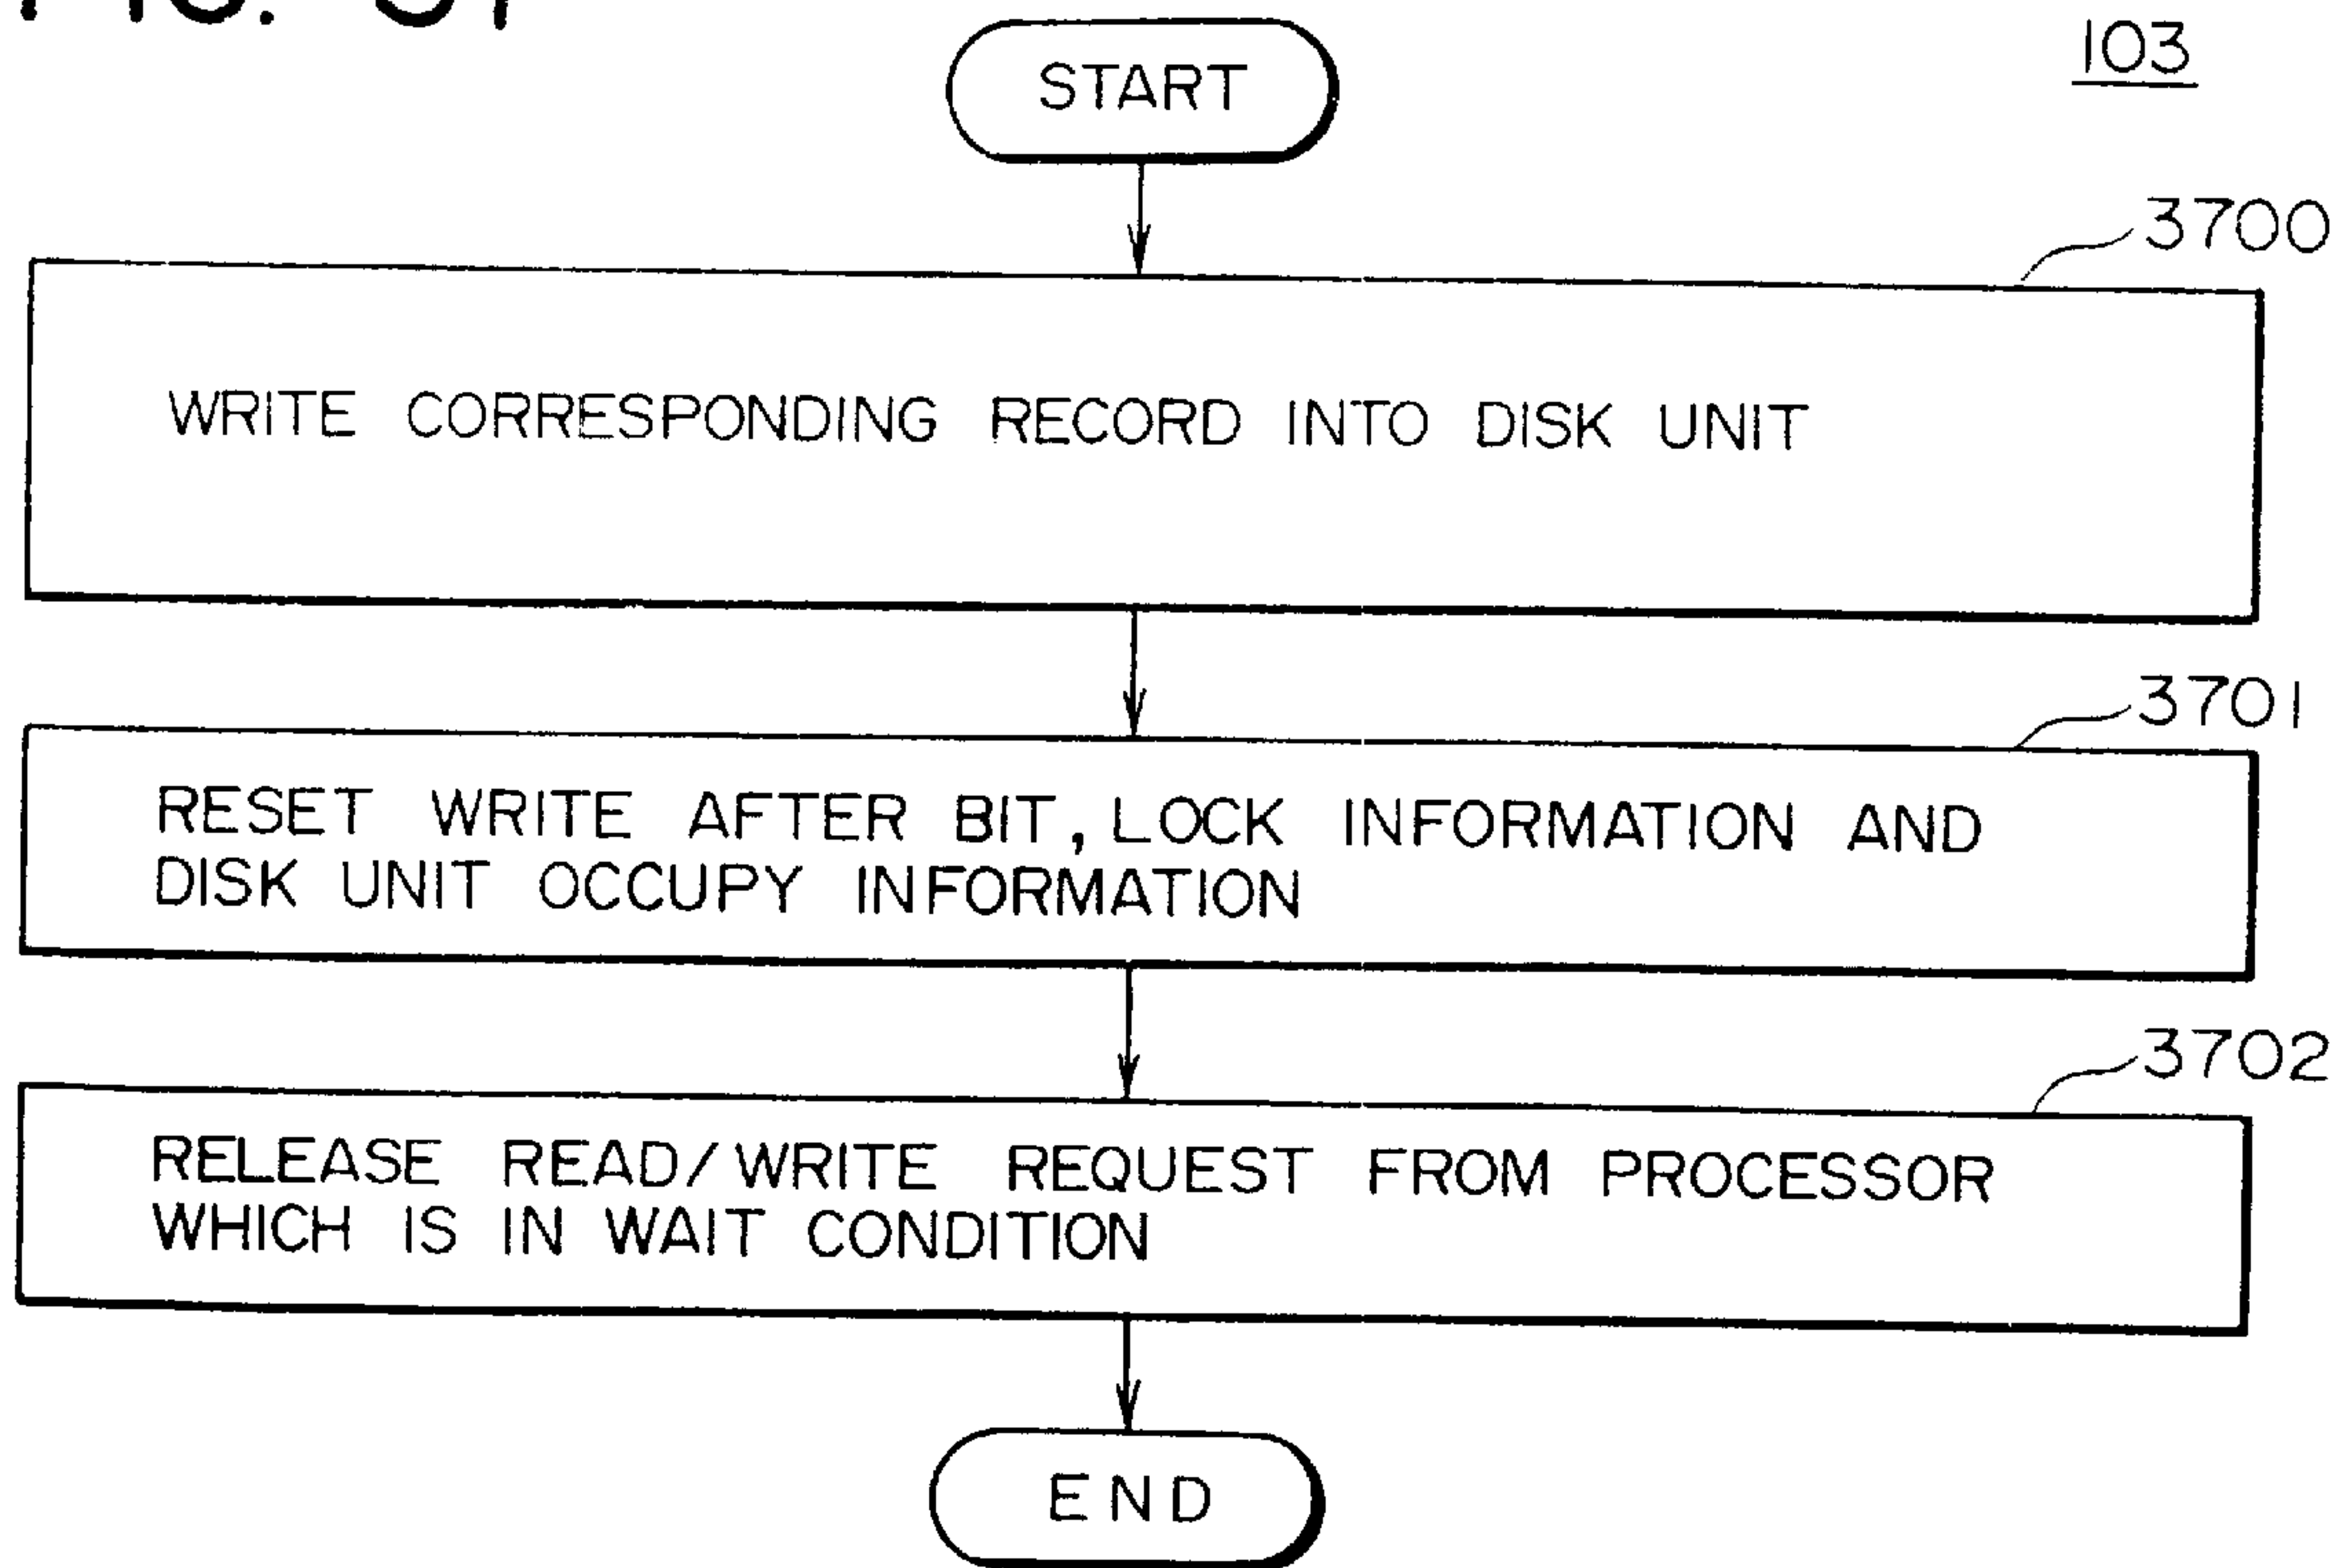 START
103
3700
WRITE CORRESPONDING RECORD INTO DISK UNIT
3701
RESET WRITE AFTER BIT, LOCK INFORMATION AND
DISK UNIT OCCUPY INFORMATION
3702
RELEASE READ/WRITE REQUEST FROM PROCESSOR
WHICH IS IN WAIT CONDITION
END